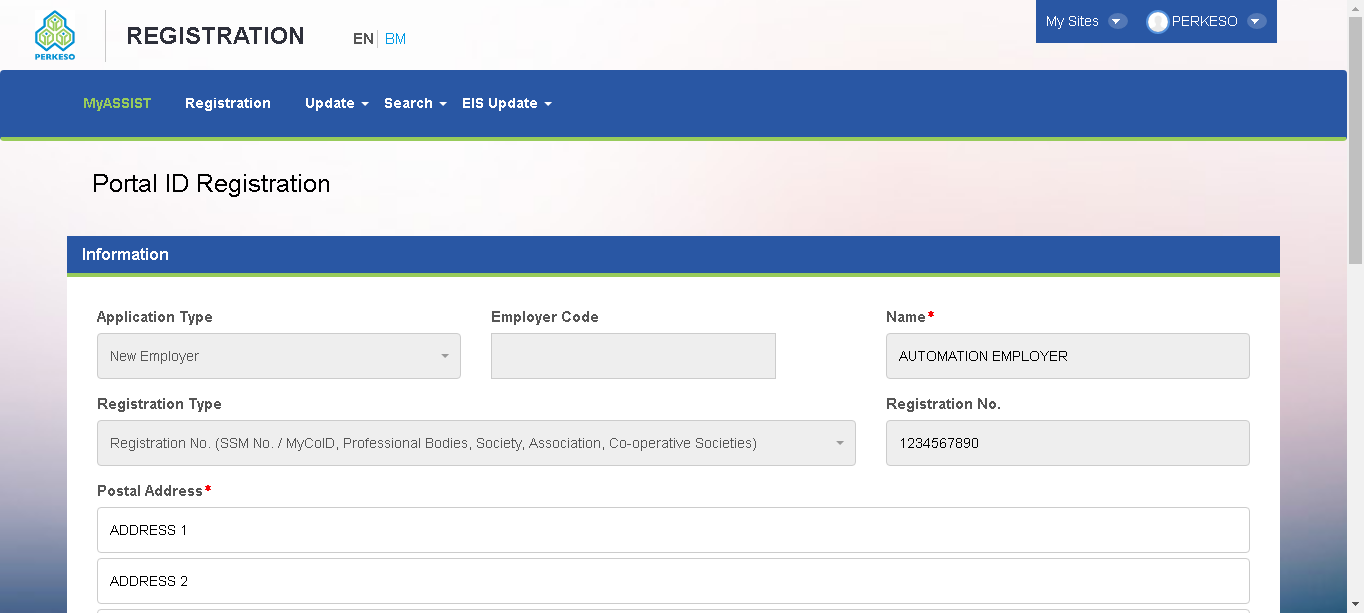 PERKESO
REGISTRATION
EN BM
My Sites PERKESO
MyASSIST Registration Update Search EIS Update
Portal ID Registration
Information
Application Type Employer Code Name*
New Employer AUTOMATION EMPLOYER
Registration Type Registration No.
Registration No. (SSM No. / MyCoID, Professional Bodies, Society, Association, Co-operative Societies) 1234567890
Postal Address*
ADDRESS 1
ADDRESS 2